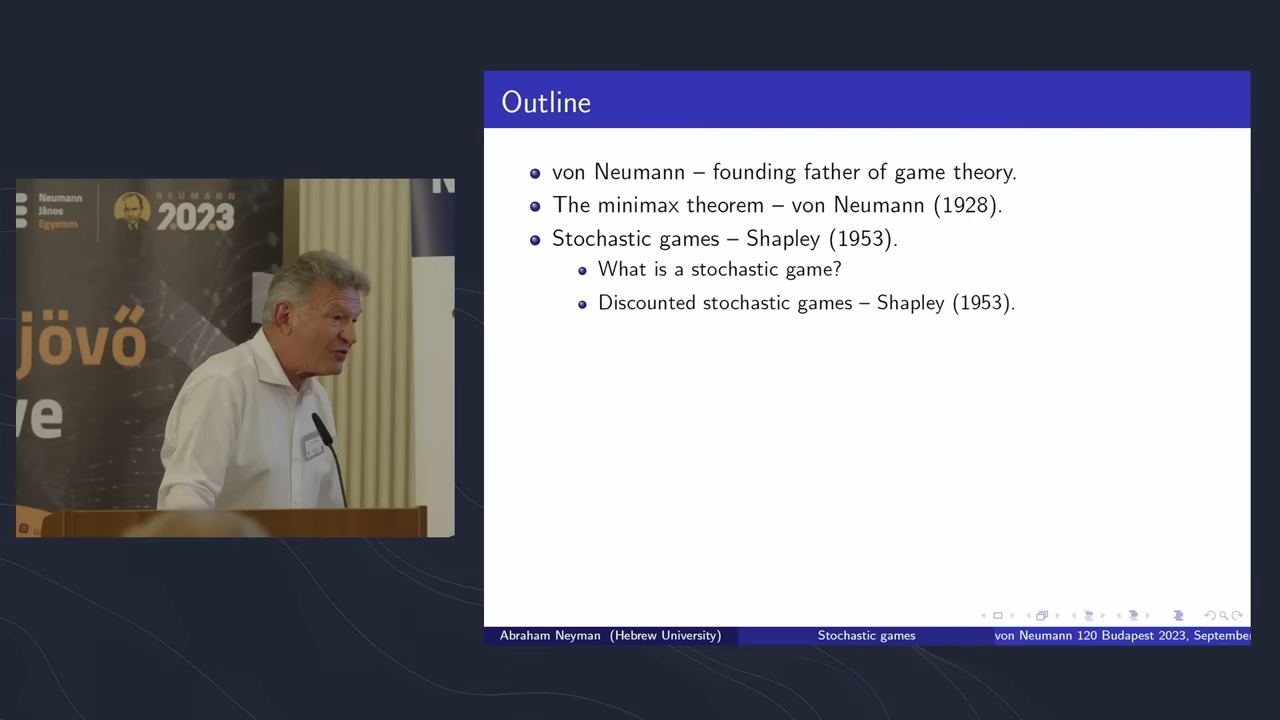 Neumann
János
Egyetem
NEUMANN
2023
jövő
ve
N
Outline
von Neumann – founding father of game theory.
The minimax theorem – von Neumann (1928).
Stochastic games – Shapley (1953).
What is a stochastic game?
Discounted stochastic games – Shapley (1953).
Abraham Neyman (Hebrew University)
Stochastic games
von Neumann 120 Budapest 2023, September